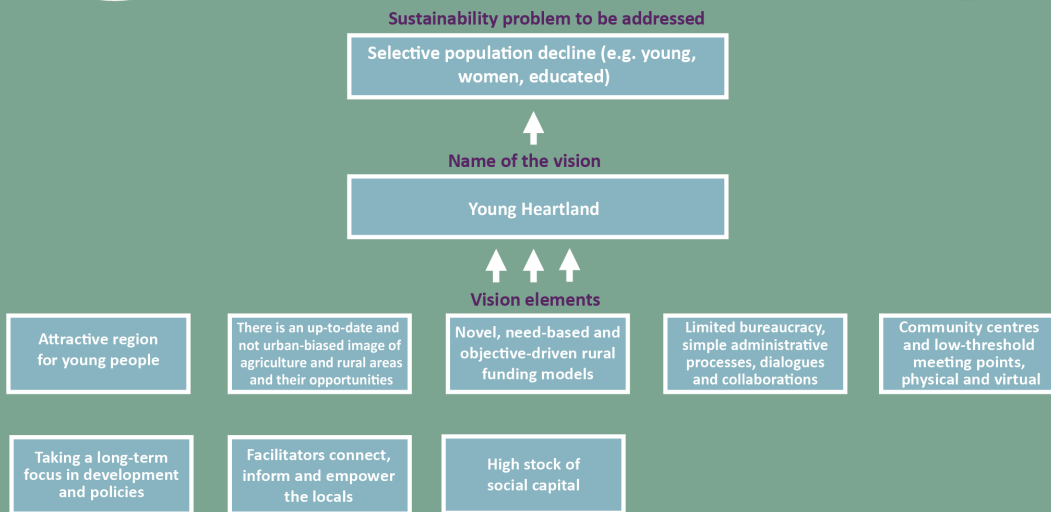 Sustainability problem to be addressed
Selective population decline (e.g. young,
women, educated)
Name of the vision
Young Heartland
Vision elements
Attractive region
for young people
There is an up-to-date and
not urban-biased image of
agriculture and rural areas
and their opportunities
Novel, need-based and
objective-driven rural
funding models
Limited bureaucracy,
simple administrative
processes, dialogues
and collaborations
Community centres
and low-threshold
meeting points,
physical and virtual
Taking a long-term
focus in development
and policies
Facilitators connect,
inform and empower
the locals
High stock of
social capital